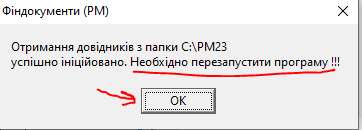 Фіндокументи (PM)
Отримання довідників з папки C:\PM23
успішно ініційовано. Необхідно перезапустити програму !!!
OK